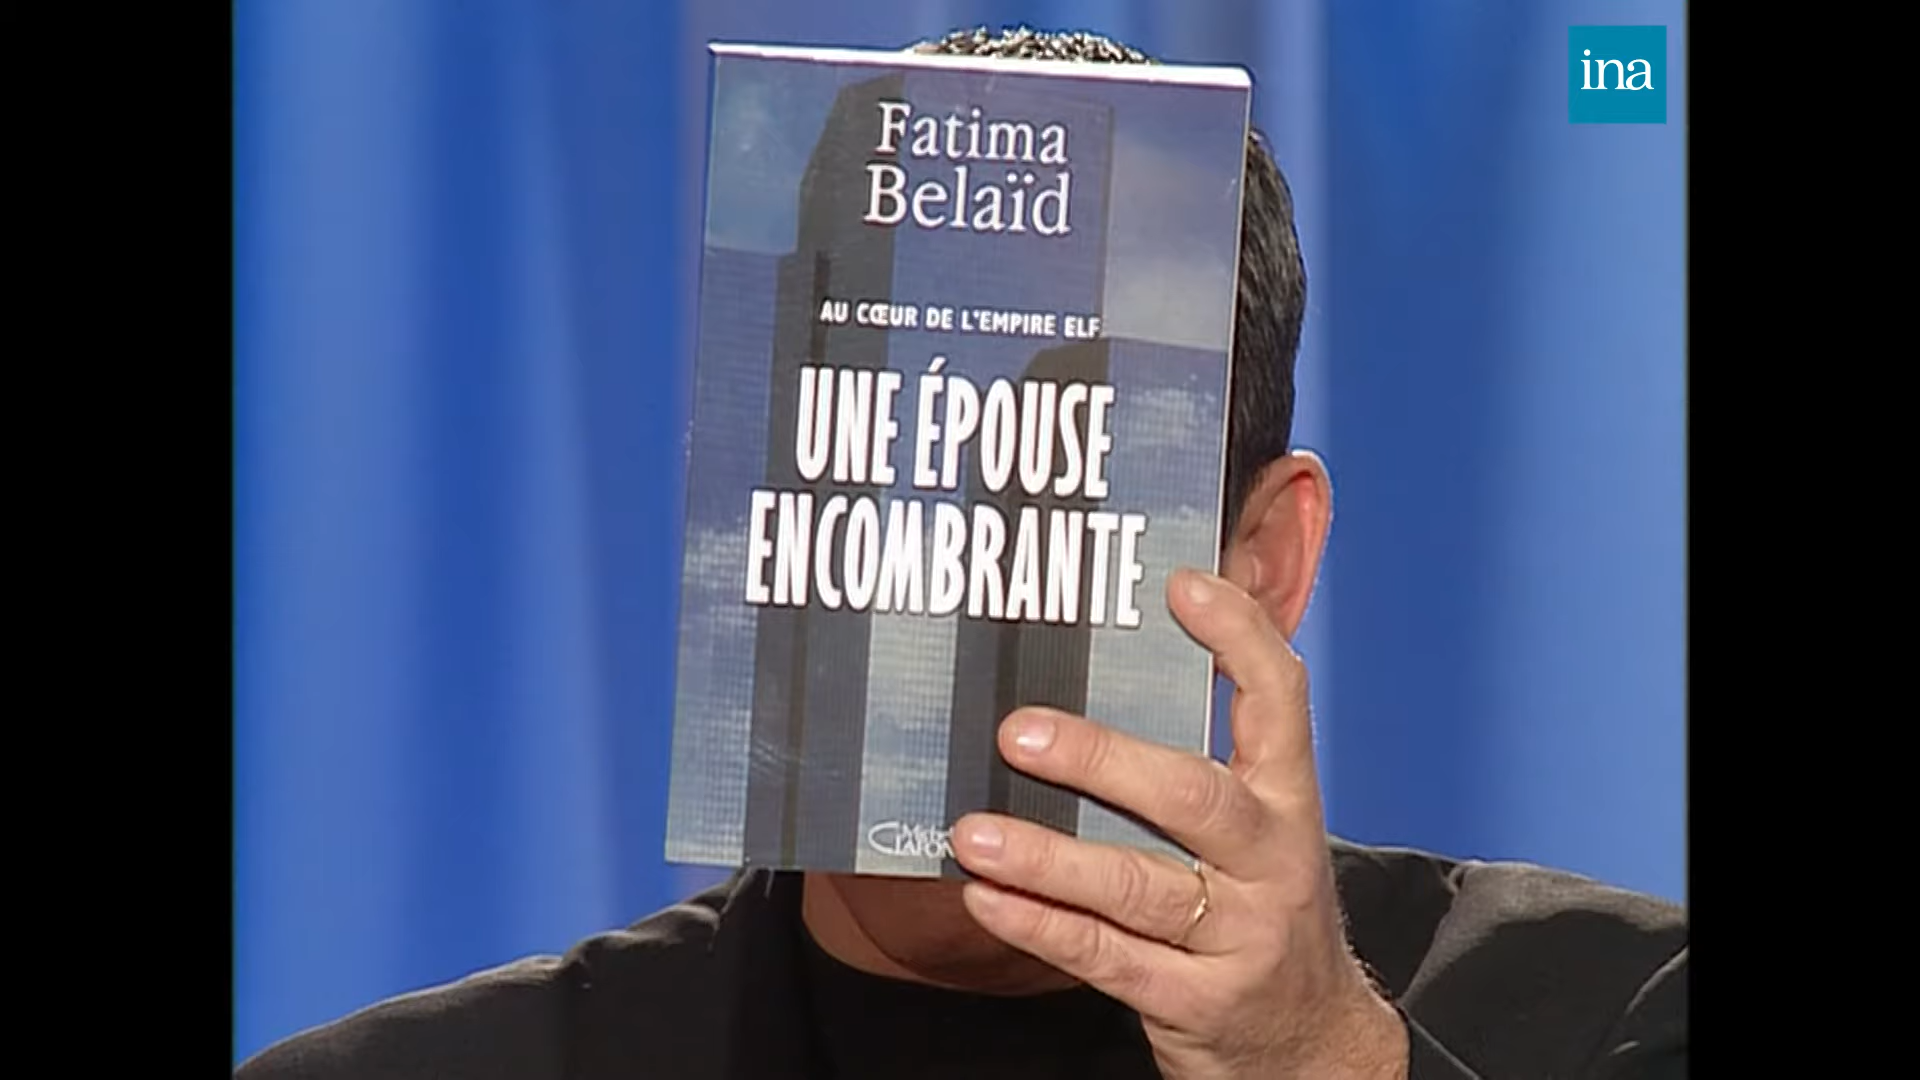 ina
Fatima
Belaïd
AU CŒUR DE L'EMPIRE ELF
UNE ÉPOUSE
ENCOMBRANTE